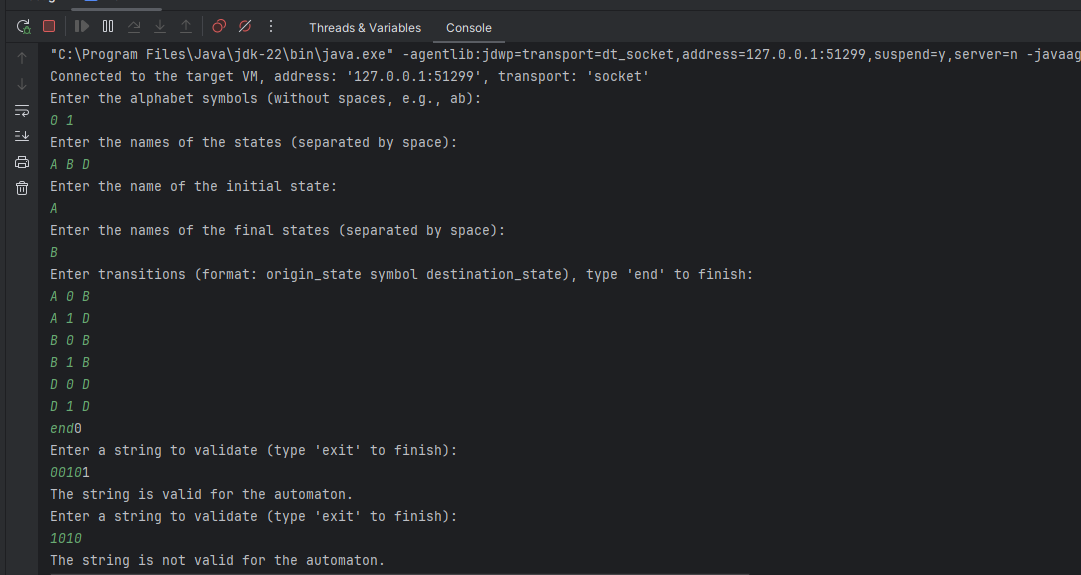 Threads & Variables Console
"C:\Program Files\Java\jdk-22\bin\java.exe" -agentlib:jdwp=transport=dt_socket,address=127.0.0.1:51299,suspend=y,server=n -javaag
Connected to the target VM, address: '127.0.0.1:51299', transport: 'socket'
Enter the alphabet symbols (without spaces, e.g., ab):
0 1
Enter the names of the states (separated by space):
A B D
Enter the name of the initial state:
A
Enter the names of the final states (separated by space):
B
Enter transitions (format: origin_state symbol destination_state), type 'end' to finish:
A 0 B
A 1 D
B 0 B
B 1 B
D 0 D
D 1 D
end0
Enter a string to validate (type 'exit' to finish):
00101
The string is valid for the automaton.
Enter a string to validate (type 'exit' to finish):
1010
The string is not valid for the automaton.